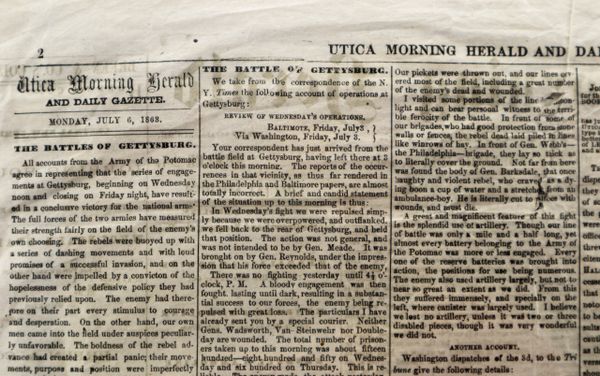 2
UTICA MORNING HERALD AND DAI
Utica Morning Herald
AND DAILY GAZETTE.
MONDAY, JULY 6, 1863.
THE BATTLES OF GETTYSBURG.
All accounts from the Army of the Potomac
agree in representing that the series of engage-
ments at Gettysburg, beginning on Wednesday
noon and closing on Friday night, have result-
ed in a conclusive victory for the national arms.
The full forces of the two armies have measured
their strength fairly on the field of the enemy's
own choosing. The rebels were buoyed up with
a series of dashing movements and with loud
promises of a successful invasion, and on the
other hand were impelled by a conviction of the
hopelessness of the defensive policy they had
previously relied upon. The enemy had there-
fore on their part every stimulus to courage
and desperation. On the other hand, our own
men came into the field under auspices peculiar-
ly unfavorable. The boldness of the rebel ad-
vance had created a partial panic; their move-
ments, purpose and position were imperfectly
THE BATTLE OF GETTYSBURG.
We take from the correspondence of the N.
Y. Times the following account of operations at
Gettysburg:
REVIEW OF WEDNESDAY'S OPERATIONS.
BALTIMORE, Friday, July 3, }
Via Washington, Friday, July 3. }
Your correspondent has just arrived from the
battle field at Gettysburg, having left there at 3
o'clock this morning. The reports of the occur-
ences in that vicinity, as thus far rendered in
the Philadelphia and Baltimore papers, are almost
totally incorrect. A brief and candid statement
of the situation up to this morning is thus:
In Wednesday's fight we were repulsed simp-
ly because we were overpowered, and outflanked,
we fell back to the rear of Gettysburg, and held
that position. The action was not general, and
was not intended to be by Gen. Meade. It was
brought on by Gen. Reynolds, under the impres-
sion that his force exceeded that of the enemy.
There was no fighting yesterday until 4½ o'-
clock, P. M. A bloody engagement was then
fought, lasting until dark, resulting in a substan-
tial success to our forces, the enemy being re-
pulsed with great loss. The particulars I have
already sent you by a special courier. Neither
Gens. Wadsworth, Van-Steinwehr nor Double-
day are wounded. The total number of prison-
ers taken up to this morning was about fifteen
hundred—eight hundred and fifty on Wednes-
day and six hundred on Thursday. This is re-
Our pickets were thrown out, and our lines cov-
ered most of the field, including a great number
of the enemy's dead and wounded.
I visited some portions of the line
light and can bear personal witness to the terri-
ble ferocity of the battle. In front of some of
our brigades, who had good protection from stone
walls or fences, the rebel dead laid piled in lines
like winrows of hay. In front of Gen. Webb's—
the Philadelphia—brigade, they lay so thick as
to literally cover the ground. Not far from here
was found the body of Gen. Barksdale, that once
haughty and violent rebel, who craved as a dy-
ing boon a cup of water and a stretcher from an
ambulance-boy. He is literally cut to pieces with
wounds, and must die.
A great and magnificent feature of this fight
is the splendid use of artillery. Though our line
of battle was only a mile and a half long, yet
almost every battery belonging to the Army of
the Potomac was more or less engaged. Every
one of the reserve batteries was brought into
action, the positions for use being numerous.
The enemy also used artillery largely, but not to
near so great an extent as we did. From this
they suffered immensely, and specially on the
left, where canister was largely used. I believe
we lost no artillery, unless it was two or three
disabled pieces, though it was very wonderful
we did not.
ANOTHER ACCOUNT.
Washington dispatches of the 3d, to the Tri
bune give the following details: